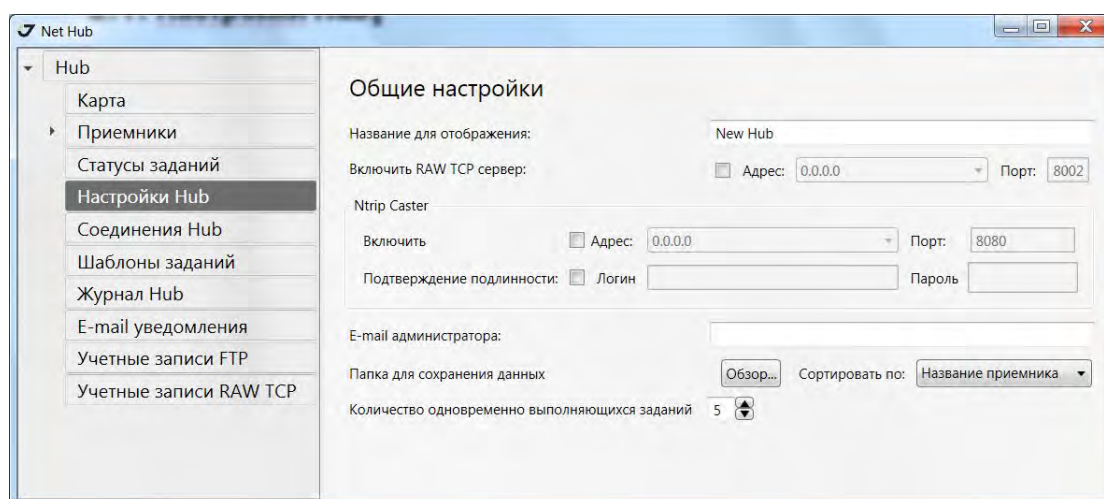 Net Hub
Hub
Карта
Приемники
Статусы заданий
Настройки Hub
Соединения Hub
Шаблоны заданий
Журнал Hub
E-mail уведомления
Учетные записи FTP
Учетные записи RAW TCP
Общие настройки
Название для отображения: New Hub
Включить RAW TCP сервер: Адрес: 0.0.0.0 Порт: 8002
Ntrip Caster
Включить Адрес: 0.0.0.0 Порт: 8080
Подтверждение подлинности: Логин Пароль
E-mail администратора:
Папка для сохранения данных Обзор... Сортировать по: Название приемника
Количество одновременно выполняющихся заданий 5